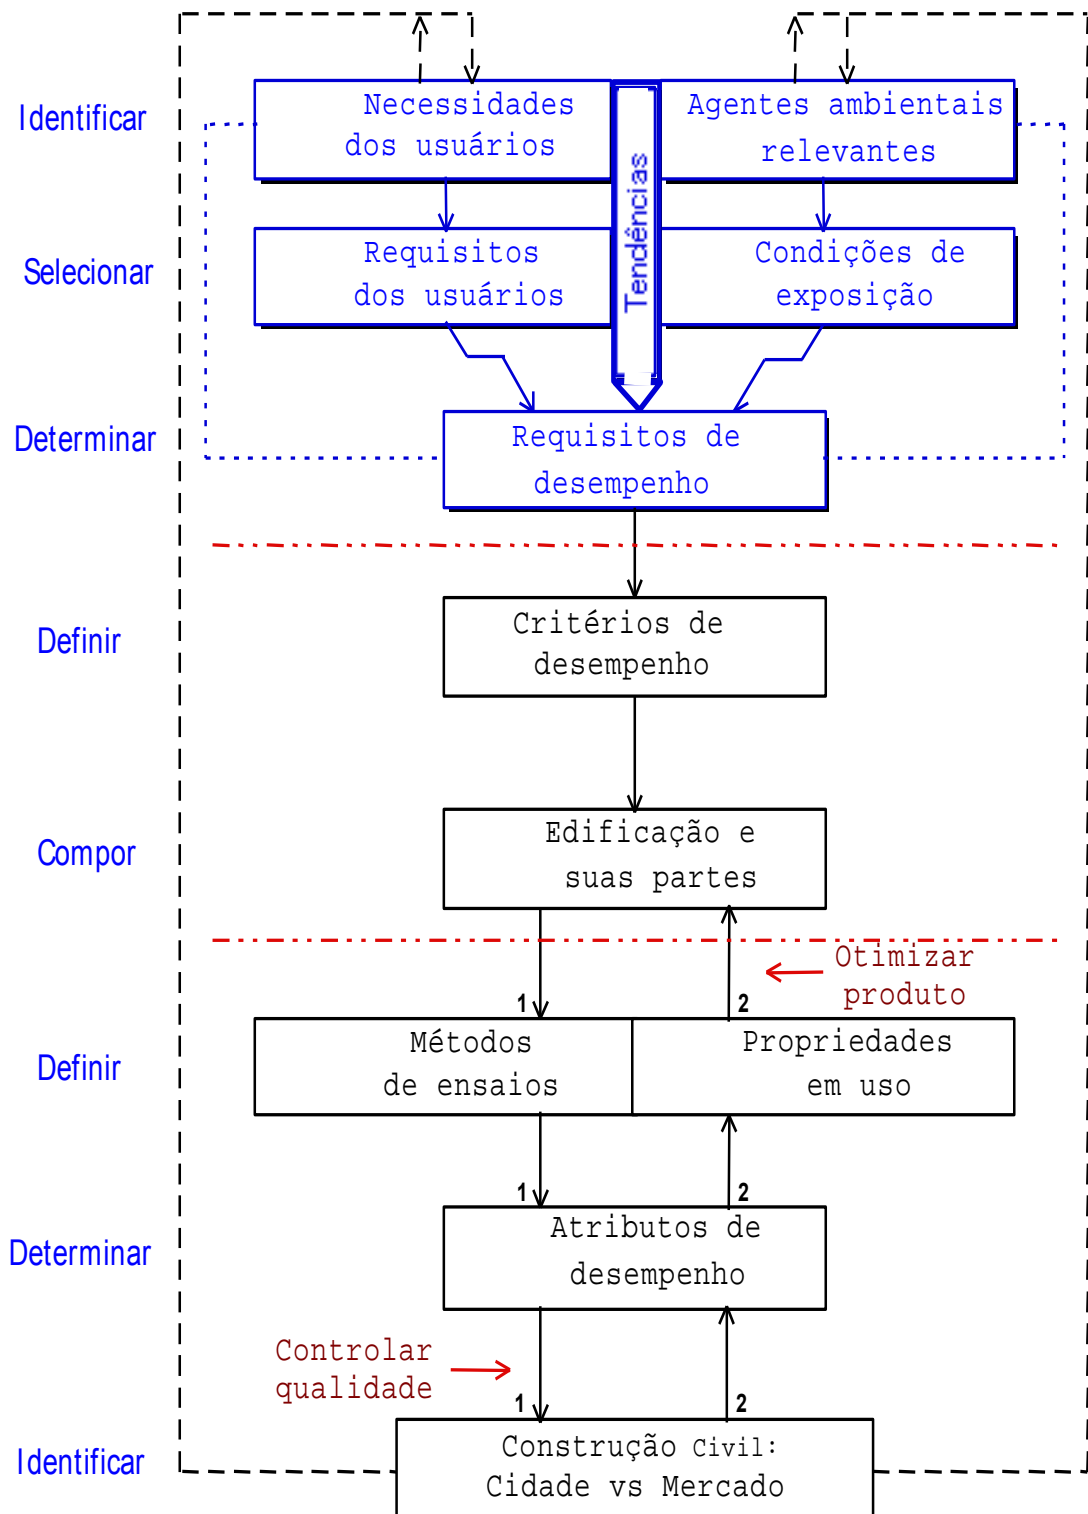 Identificar
Necessidades
dos usuários
Agentes ambientais
relevantes
Tendências
Selecionar
Requisitos
dos usuários
Condições de
exposição
Determinar
Requisitos de
desempenho
Definir
Critérios de
desempenho
Compor
Edificação e
suas partes
Otimizar
produto
1
2
Definir
Métodos
de ensaios
Propriedades
em uso
1
2
Determinar
Atributos de
desempenho
Controlar
qualidade
1
2
Identificar
Construção Civil:
Cidade vs Mercado